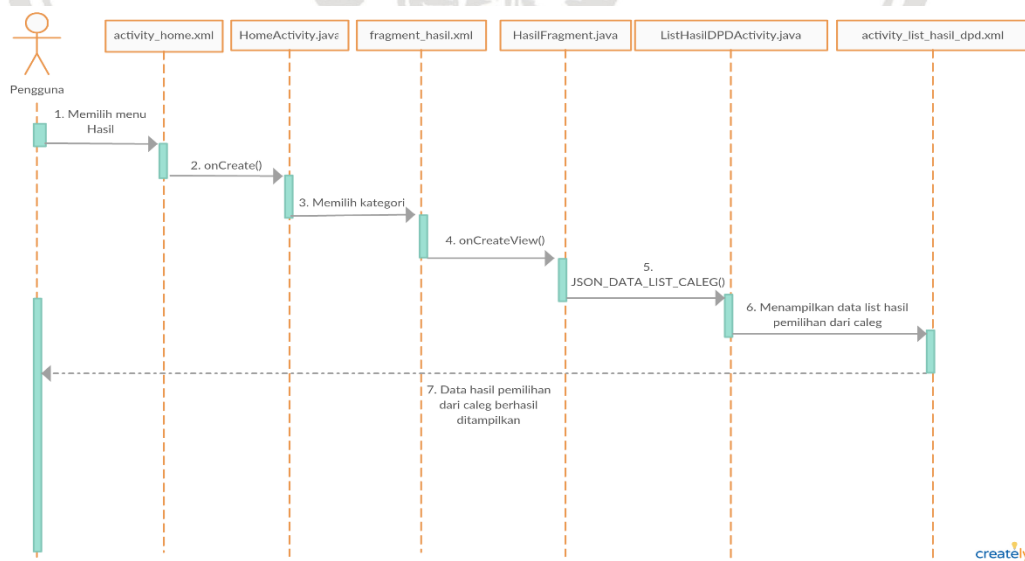 activity_home.xml
HomeActivity.java
fragment_hasil.xml
HasilFragment.java
ListHasilDPDActivity.java
activity_list_hasil_dpd.xml
Pengguna
1. Memilih menu
Hasil
2. onCreate()
3. Memilih kategori
4. onCreateView()
5.
JSON_DATA_LIST_CALEG()
6. Menampilkan data list hasil
pemilihan dari caleg
7. Data hasil pemilihan
dari caleg berhasil
ditampilkan
creately